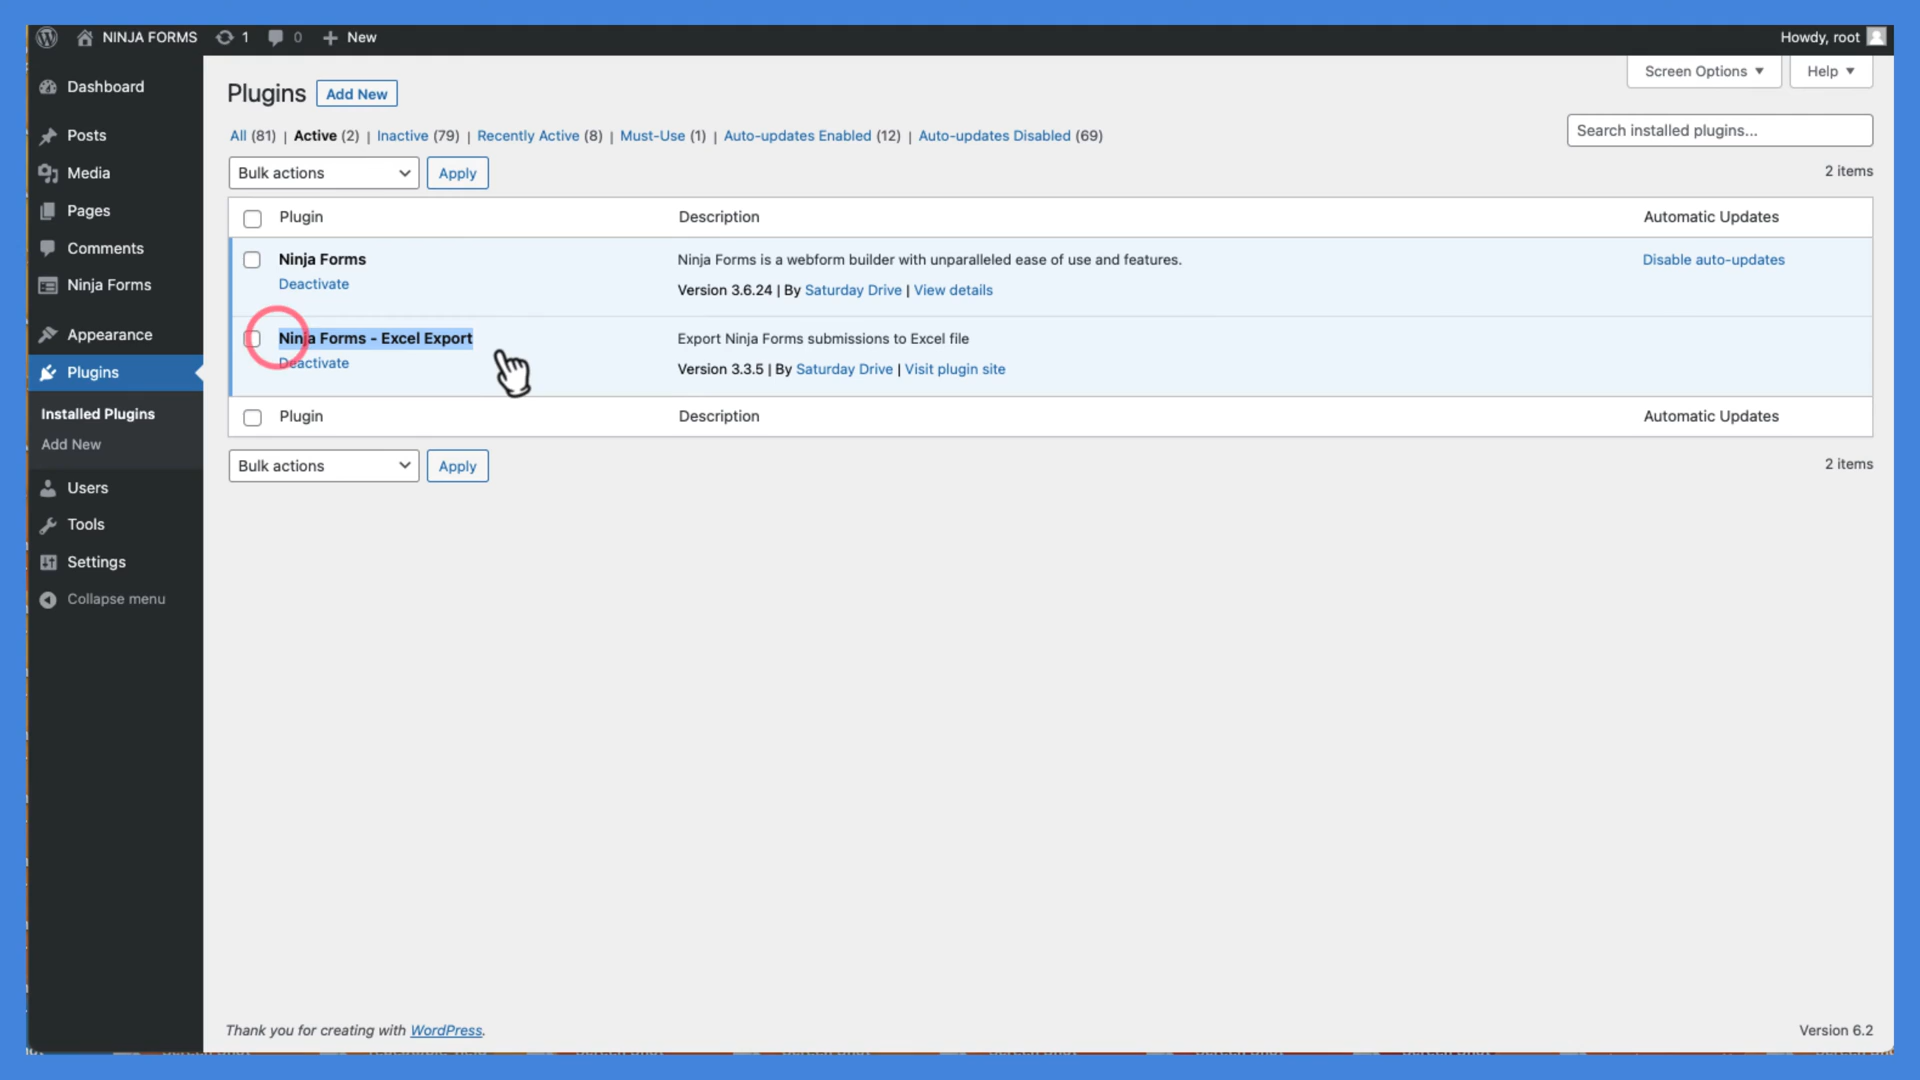 NINJA FORMS 1 0 + New Howdy, root
Screen Options ▼ Help ▼
Plugins Add New
All (81) | Active (2) | Inactive (79) | Recently Active (8) | Must-Use (1) | Auto-updates Enabled (12) | Auto-updates Disabled (69)
Search installed plugins...
Bulk actions Apply
2 items
Plugin Description Automatic Updates
Ninja Forms Ninja Forms is a webform builder with unparalleled ease of use and features. Disable auto-updates
Deactivate
Version 3.6.24 | By Saturday Drive | View details
Ninja Forms - Excel Export Export Ninja Forms submissions to Excel file
Deactivate
Version 3.3.5 | By Saturday Drive | Visit plugin site
Plugin Description Automatic Updates
Bulk actions Apply
2 items
Dashboard
Posts
Media
Pages
Comments
Ninja Forms
Appearance
Plugins
Installed Plugins
Add New
Users
Tools
Settings
Collapse menu
Thank you for creating with WordPress.
Version 6.2